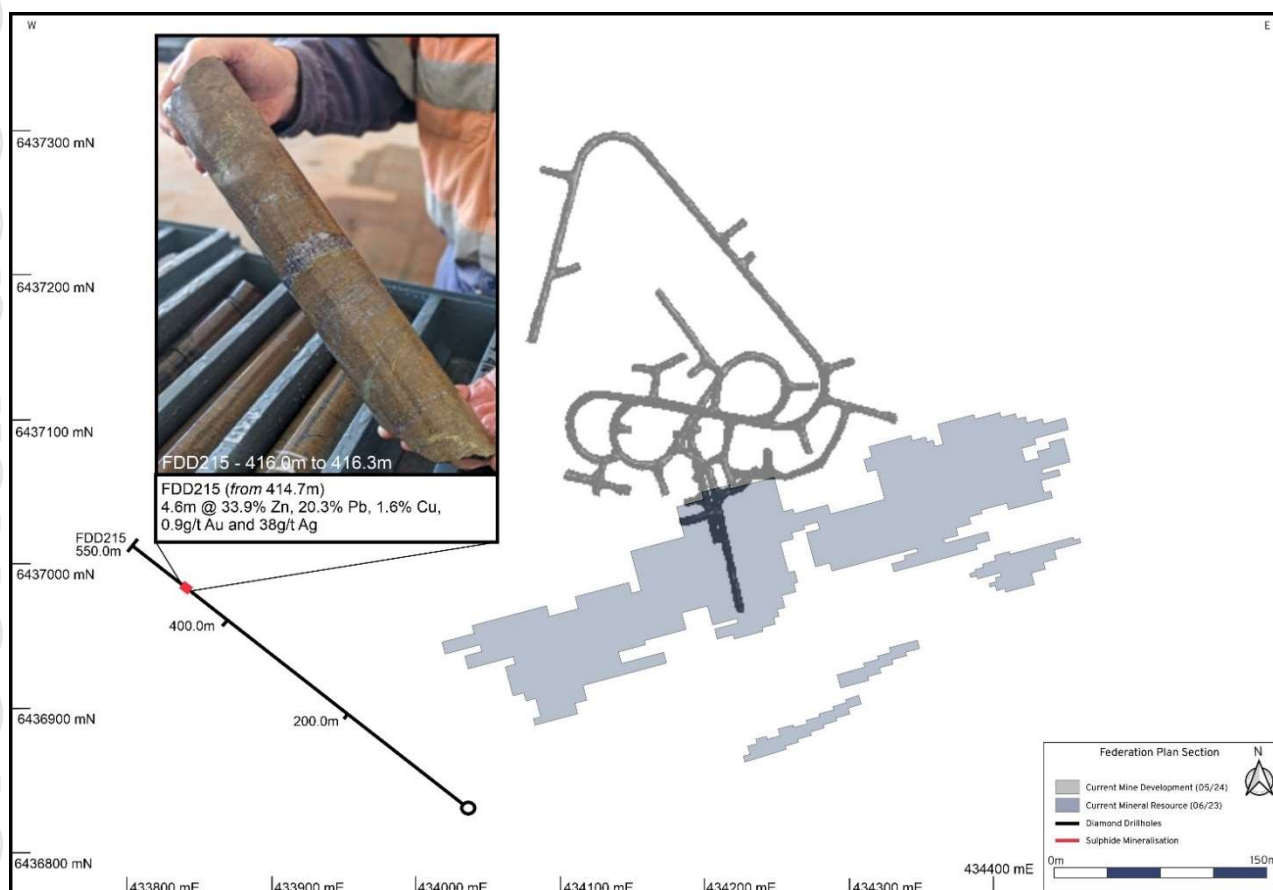 W
E
6437300 mN
6437200 mN
6437100 mN
6437000 mN
6436900 mN
6436800 mN
FDD215 - 416.0m to 416.3m
FDD215 (from 414.7m)
4.6m @ 33.9% Zn, 20.3% Pb, 1.6% Cu,
0.9g/t Au and 38g/t Ag
FDD215
550.0m
400.0m
200.0m
Federation Plan Section
N
Current Mine Development (05/24)
Current Mineral Resource (06/23)
Diamond Drillholes
Sulphide Mineralisation
0m
150m
433800 mE
433900 mE
434000 mE
434100 mE
434200 mE
434300 mE
434400 mE